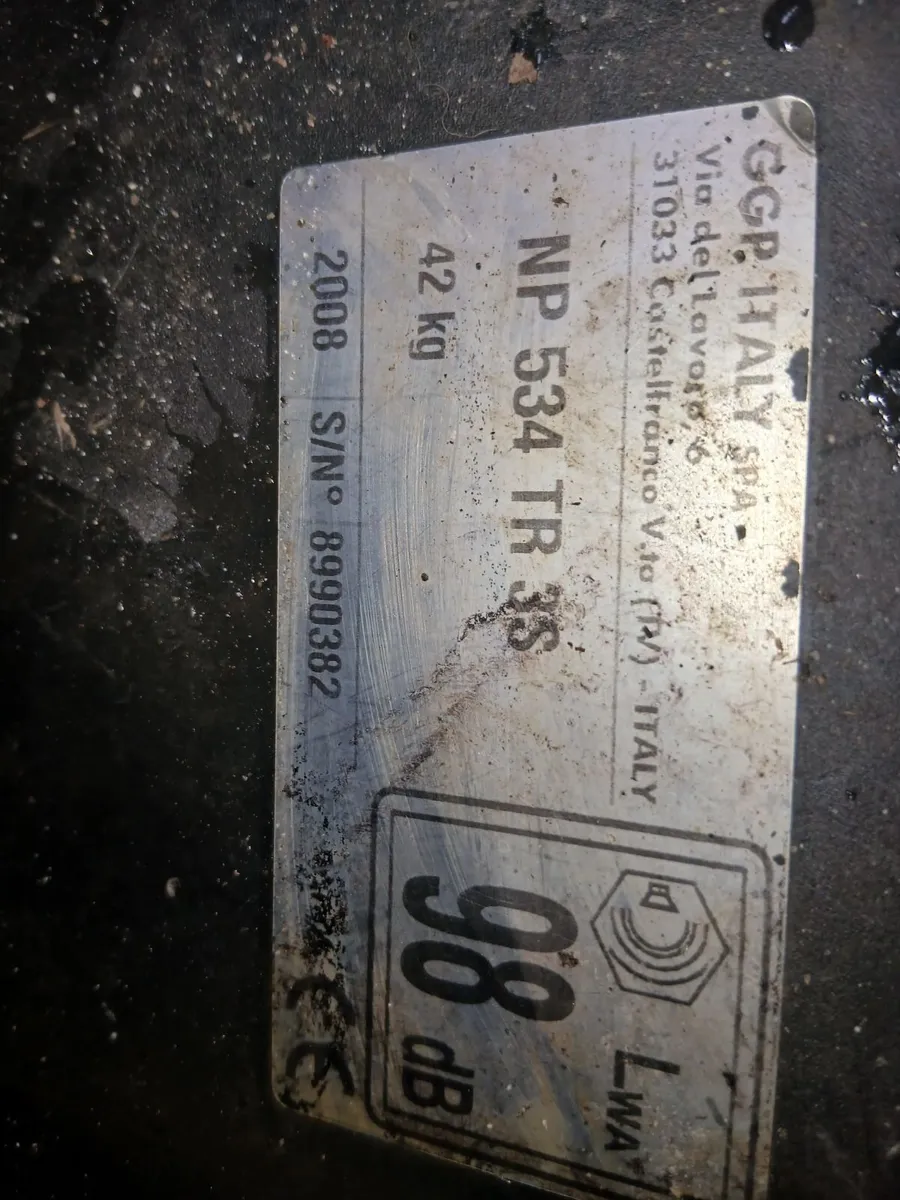 GGP ITALY SPA
Via del Lavoro, 6
31033 Castelfranco V.to (TV) - ITALY
NP 534 TR 3S
42 kg
2008 S/N° 8990382
LWA
98 dB
CE